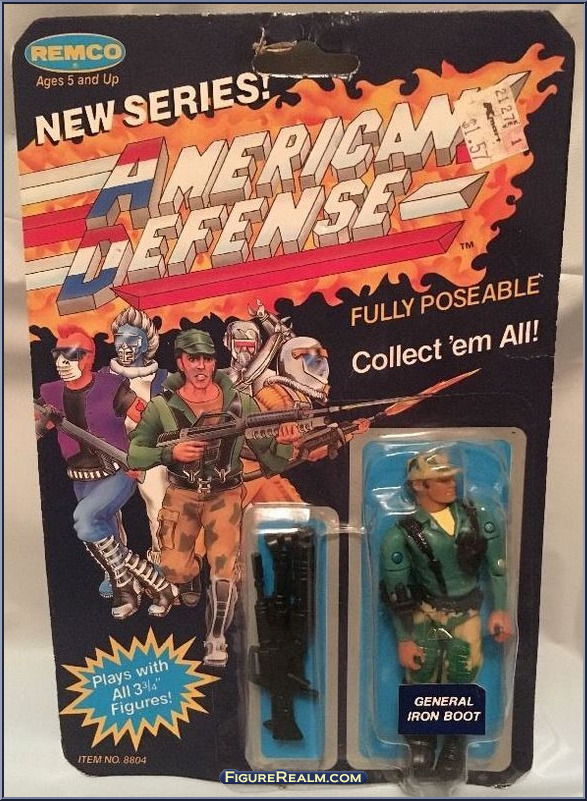 REMCO
Ages 5 and Up
NEW SERIES!
AMERICAN
DEFENSE
TM
$1.57
FULLY POSEABLE
Collect 'em All!
Plays with
All 3 3/4"
Figures!
GENERAL
IRON BOOT
ITEM NO. 8804
FIGUREREALM.COM